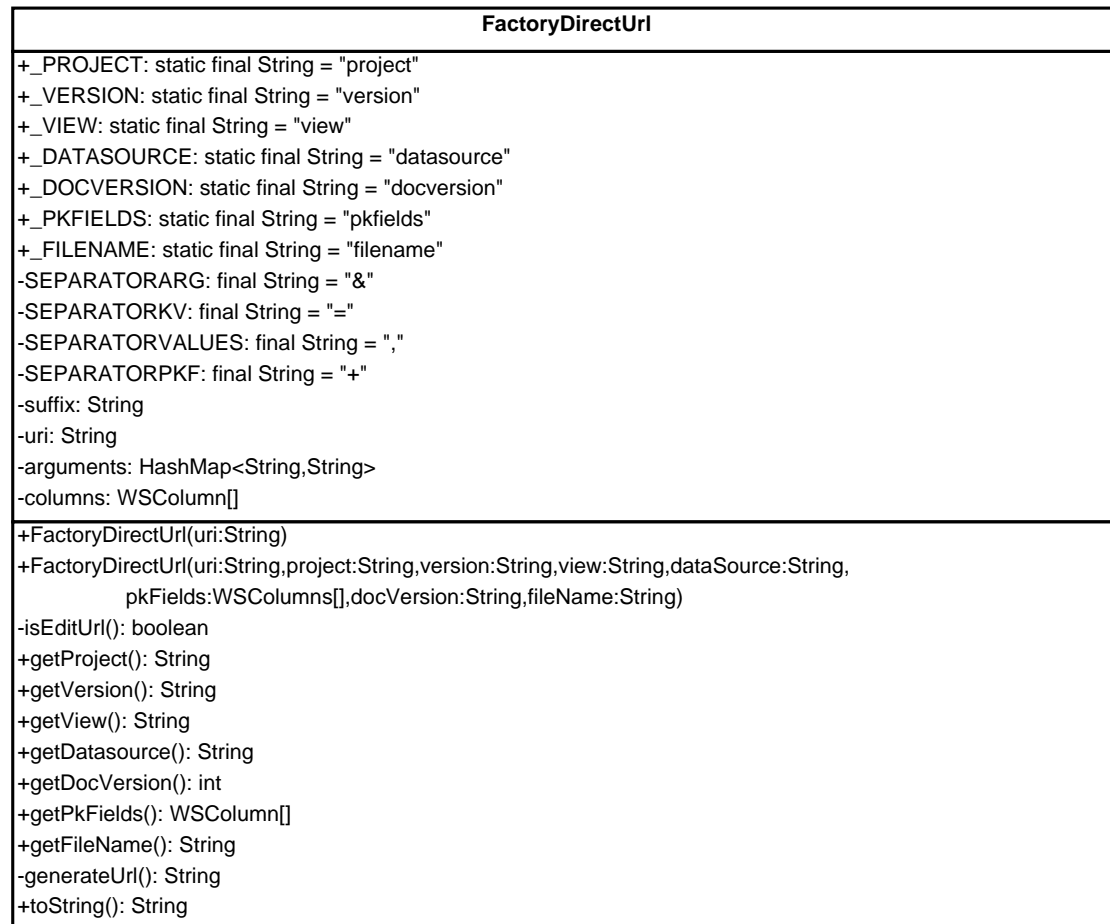 FactoryDirectUrl
+_PROJECT: static final String = "project"
+_VERSION: static final String = "version"
+_VIEW: static final String = "view"
+_DATASOURCE: static final String = "datasource"
+_DOCVERSION: static final String = "docversion"
+_PKFIELDS: static final String = "pkfields"
+_FILENAME: static final String = "filename"
-SEPARATORARG: final String = "&"
-SEPARATORKV: final String = "="
-SEPARATORVALUES: final String = ","
-SEPARATORPKF: final String = "+"
-suffix: String
-uri: String
-arguments: HashMap<String,String>
-columns: WSColumn[]
+FactoryDirectUrl(uri:String)
+FactoryDirectUrl(uri:String,project:String,version:String,view:String,dataSource:String,
pkFields:WSColumns[],docVersion:String,fileName:String)
-isEditUrl(): boolean
+getProject(): String
+getVersion(): String
+getView(): String
+getDatasource(): String
+getDocVersion(): int
+getPkFields(): WSColumn[]
+getFileName(): String
-generateUrl(): String
+toString(): String